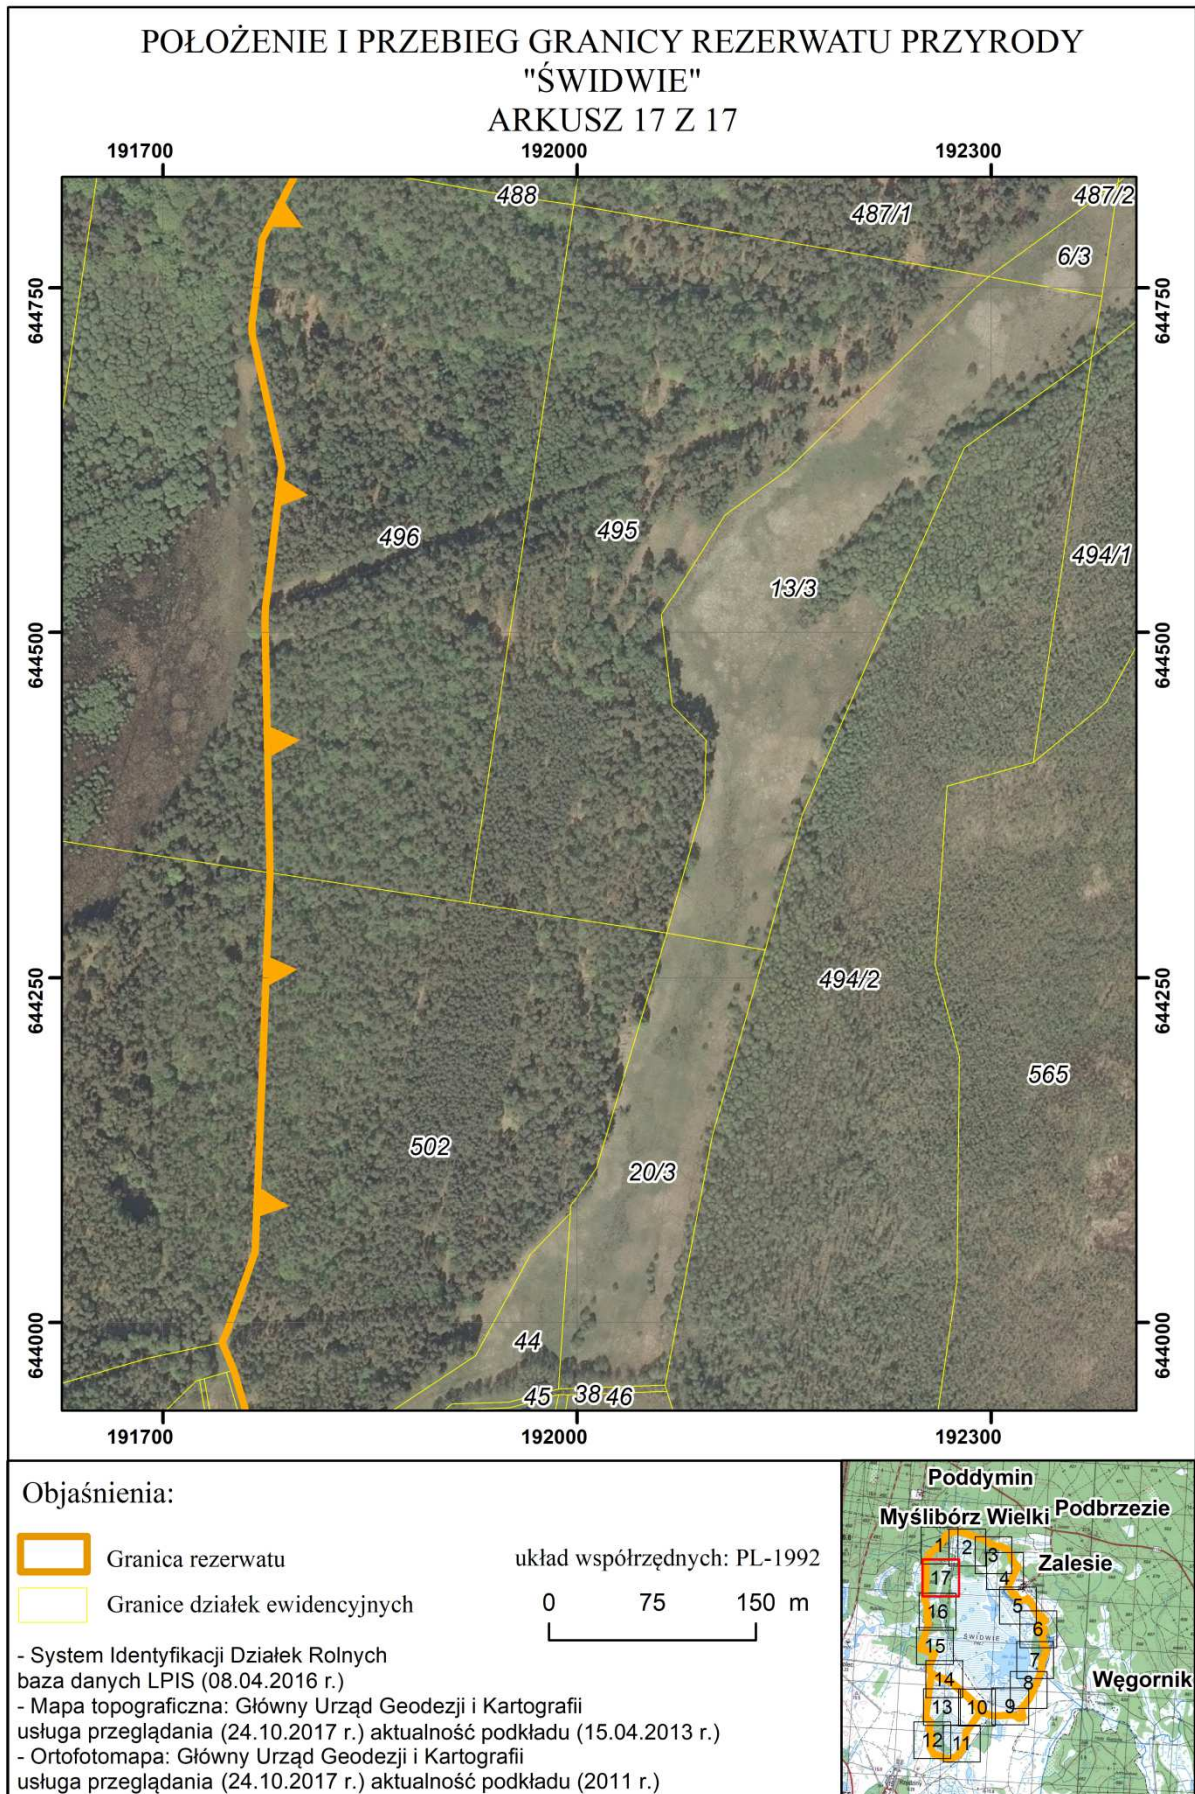 POŁOŻENIE I PRZEBIEG GRANICY REZERWATU PRZYRODY
"ŚWIDWIE"
ARKUSZ 17 Z 17
191700 192000 192300
488 487/1 487/2
6/3
644750 644750
496 495
494/1
13/3
644500 644500
644250 494/2 644250
565
502
20/3
644000 44 644000
45 38 46
191700 192000 192300
Objaśnienia:
Granica rezerwatu
Granice działek ewidencyjnych
układ współrzędnych: PL-1992
0 75 150 m
- System Identyfikacji Działek Rolnych
baza danych LPIS (08.04.2016 r.)
- Mapa topograficzna: Główny Urząd Geodezji i Kartografii
usługa przeglądania (24.10.2017 r.) aktualność podkładu (15.04.2013 r.)
- Ortofotomapa: Główny Urząd Geodezji i Kartografii
usługa przeglądania (24.10.2017 r.) aktualność podkładu (2011 r.)
Poddymin
Myślibórz Wielki Podbrzezie
1 2 3
Zalesie
17 4
16 5
6
ŚWIDWIE
15 7
14 8 Węgornik
13 10 9
12 11